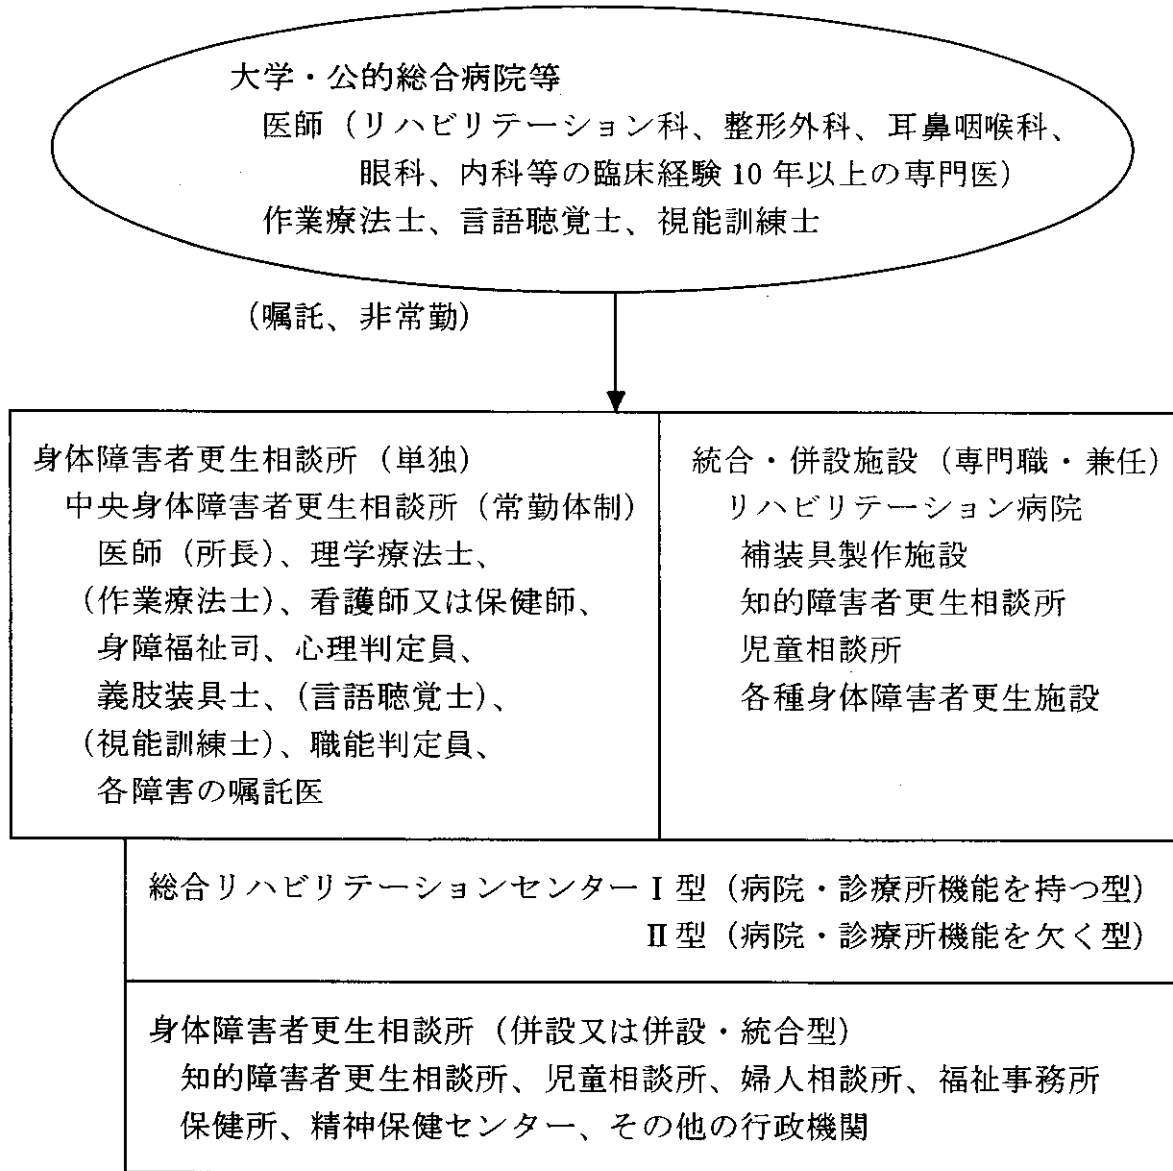 大学・公的総合病院等
医師（リハビリテーション科、整形外科、耳鼻咽喉科、
眼科、内科等の臨床経験10年以上の専門医）
作業療法士、言語聴覚士、視能訓練士
（嘱託、非常勤）
身体障害者更生相談所（単独）
中央身体障害者更生相談所（常勤体制）
医師（所長）、理学療法士、
（作業療法士）、看護師又は保健師、
身障福祉司、心理判定員、
義肢装具士、（言語聴覚士）、
（視能訓練士）、職能判定員、
各障害の嘱託医
統合・併設施設（専門職・兼任）
リハビリテーション病院
補装具製作施設
知的障害者更生相談所
児童相談所
各種身体障害者更生施設
総合リハビリテーションセンターⅠ型（病院・診療所機能を持つ型）
Ⅱ型（病院・診療所機能を欠く型）
身体障害者更生相談所（併設又は併設・統合型）
知的障害者更生相談所、児童相談所、婦人相談所、福祉事務所
保健所、精神保健センター、その他の行政機関